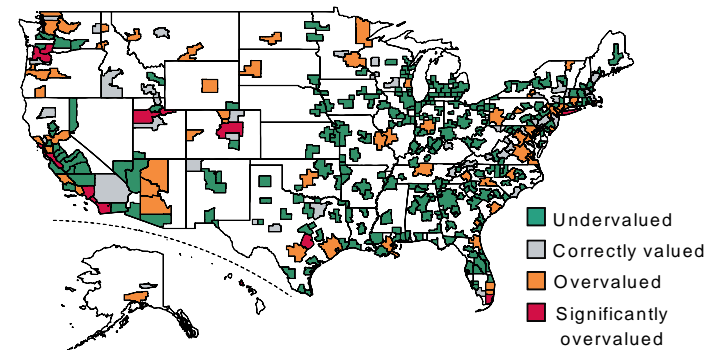 Undervalued
Correctly valued
Overvalued
Significantly
overvalued